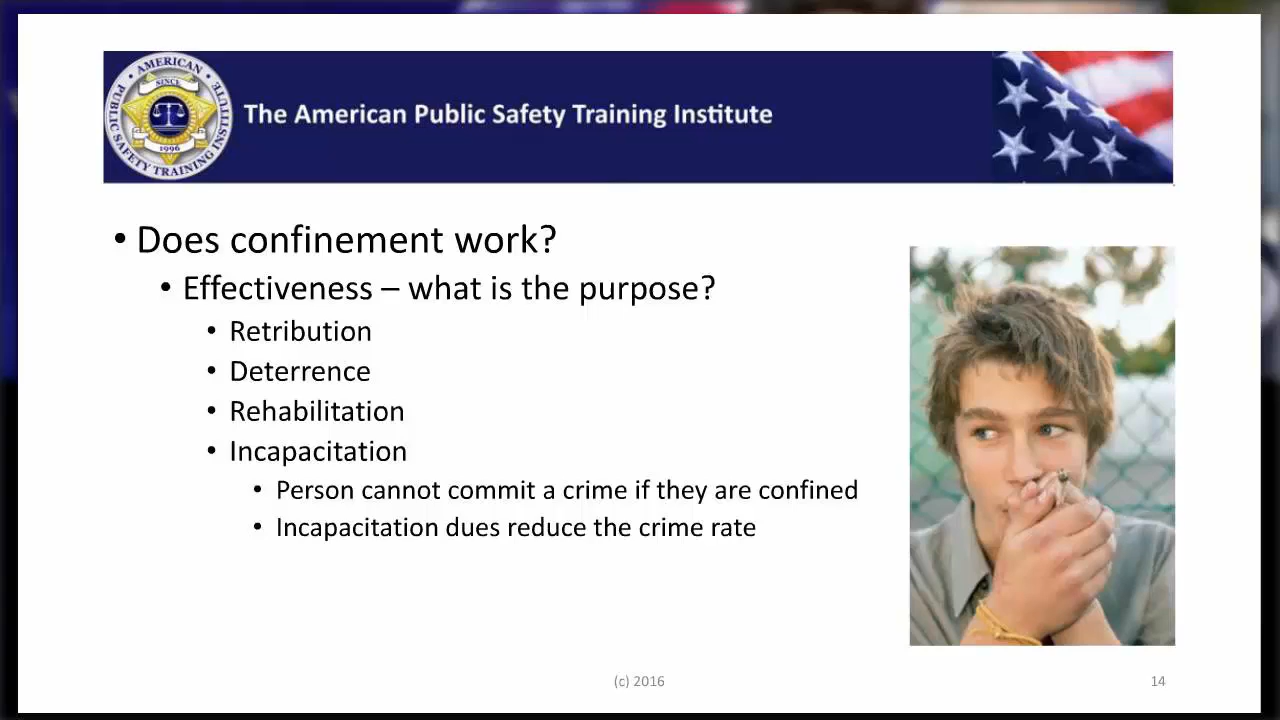 AMERICAN
PUBLIC SAFETY TRAINING INSTITUTE
SINCE
1996
The American Public Safety Training Institute
• Does confinement work?
• Effectiveness – what is the purpose?
• Retribution
• Deterrence
• Rehabilitation
• Incapacitation
• Person cannot commit a crime if they are confined
• Incapacitation dues reduce the crime rate
(c) 2016
14